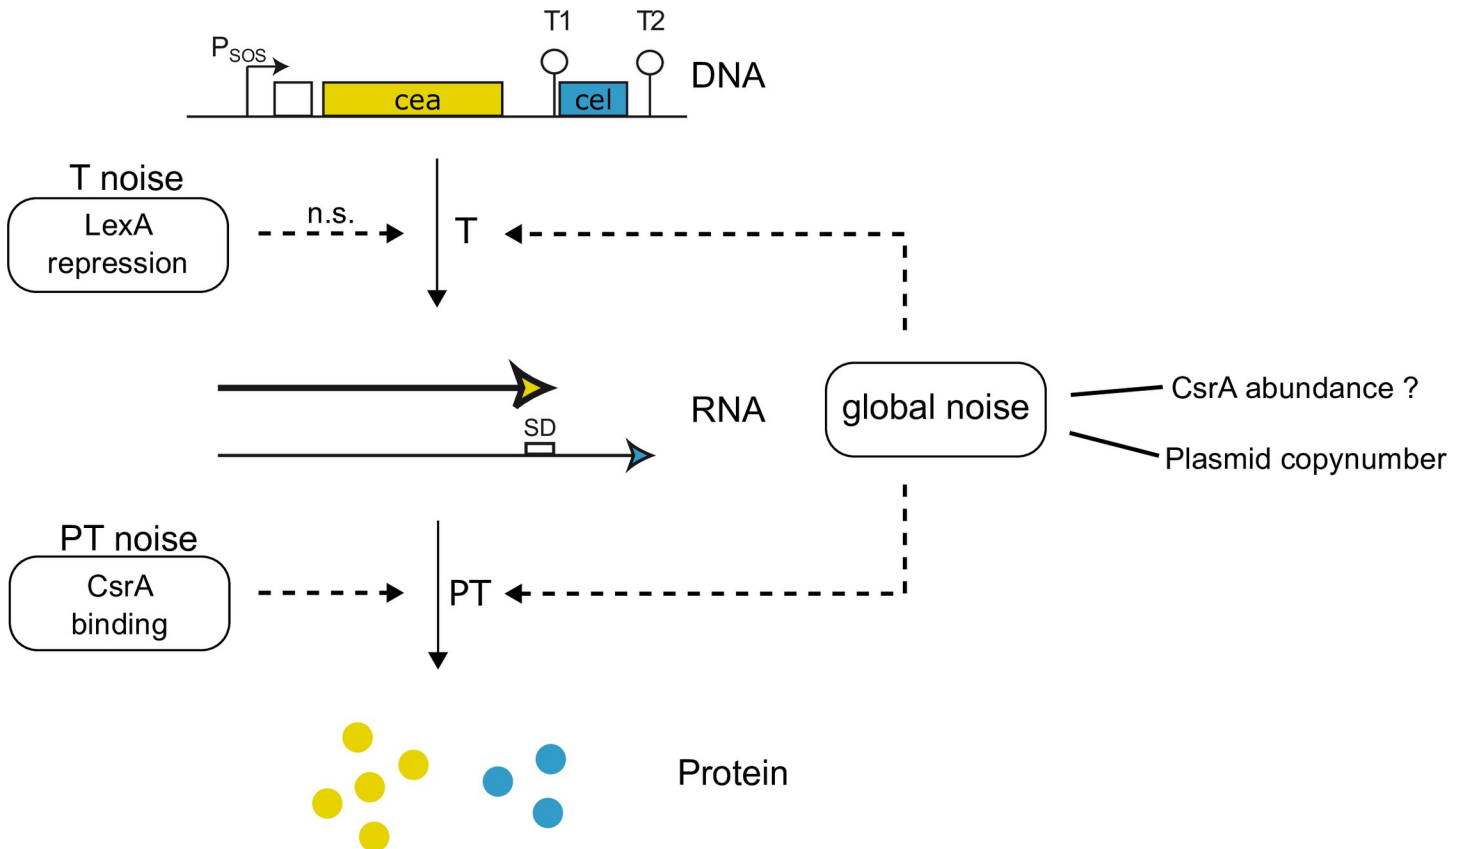 T1 T2
PSOS
DNA
cea
cel
T noise
LexA
repression
n.s.
T
RNA
SD
global noise
CsrA abundance ?
Plasmid copynumber
PT noise
CsrA
binding
PT
Protein